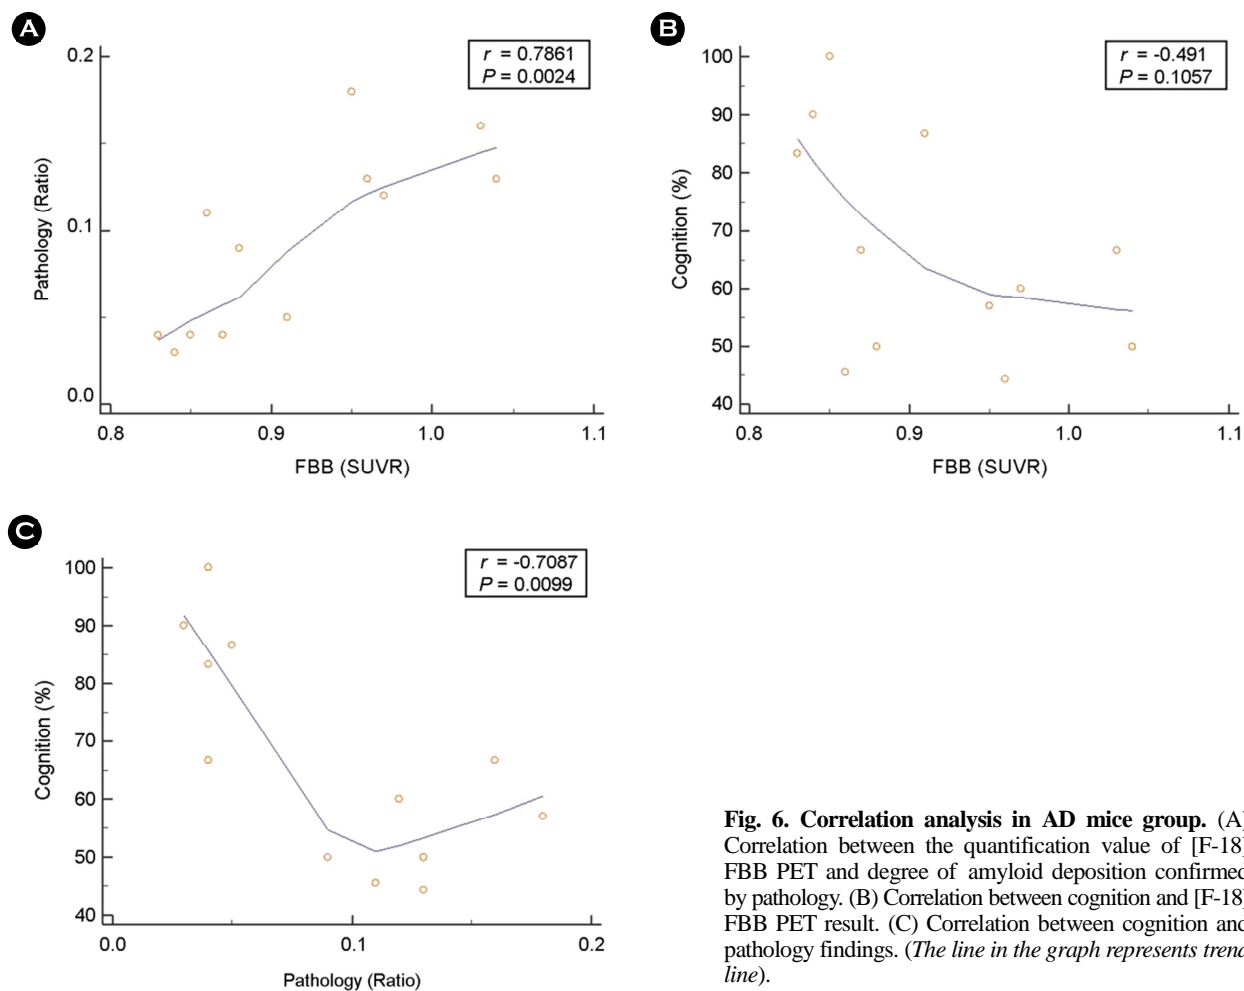 A
r = 0.7861
P = 0.0024
0.2
0.1
0.0
Pathology (Ratio)
0.8 0.9 1.0 1.1
FBB (SUVR)
B
r = -0.491
P = 0.1057
100
90
80
70
60
50
40
Cognition (%)
0.8 0.9 1.0 1.1
FBB (SUVR)
C
r = -0.7087
P = 0.0099
100
90
80
70
60
50
40
Cognition (%)
0.0 0.1 0.2
Pathology (Ratio)
Fig. 6. Correlation analysis in AD mice group. (A)
Correlation between the quantification value of [F-18]
FBB PET and degree of amyloid deposition confirmed
by pathology. (B) Correlation between cognition and [F-18]
FBB PET result. (C) Correlation between cognition and
pathology findings. (The line in the graph represents trend
line).